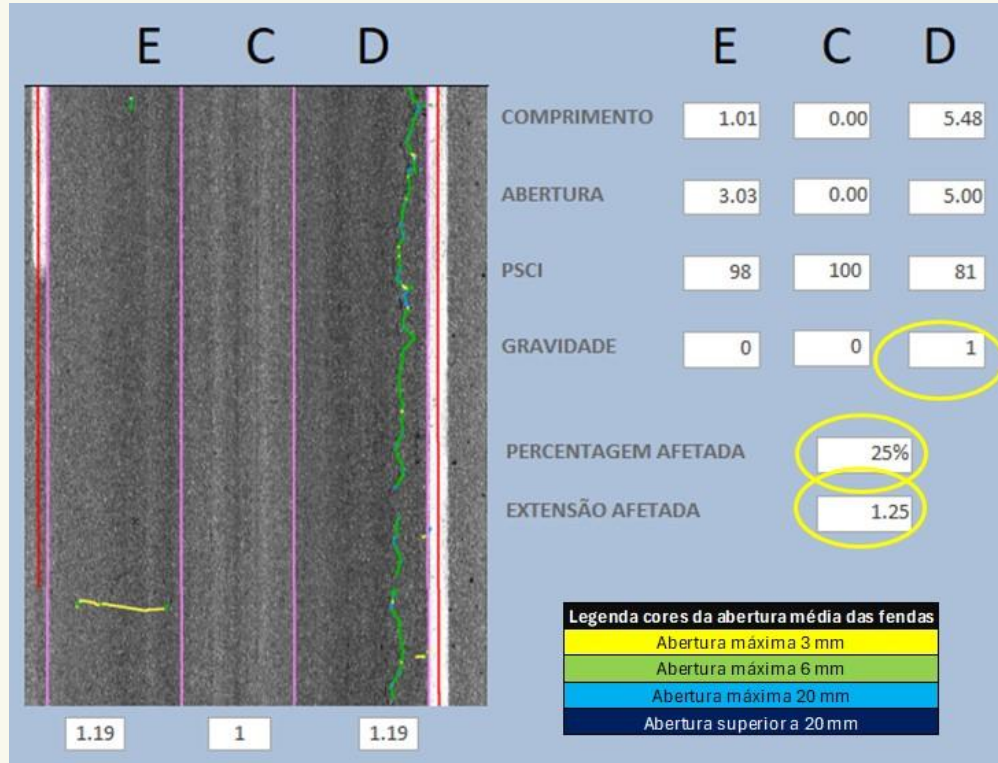 E C D
E C D
COMPRIMENTO 1.01 0.00 5.48
ABERTURA 3.03 0.00 5.00
PSCI 98 100 81
GRAVIDADE 0 0 1
PERCENTAGEM AFETADA 25%
EXTENSÃO AFETADA 1.25
Legenda cores da abertura média das fendas
Abertura máxima 3 mm
Abertura máxima 6 mm
Abertura máxima 20 mm
Abertura superior a 20 mm
1.19 1 1.19